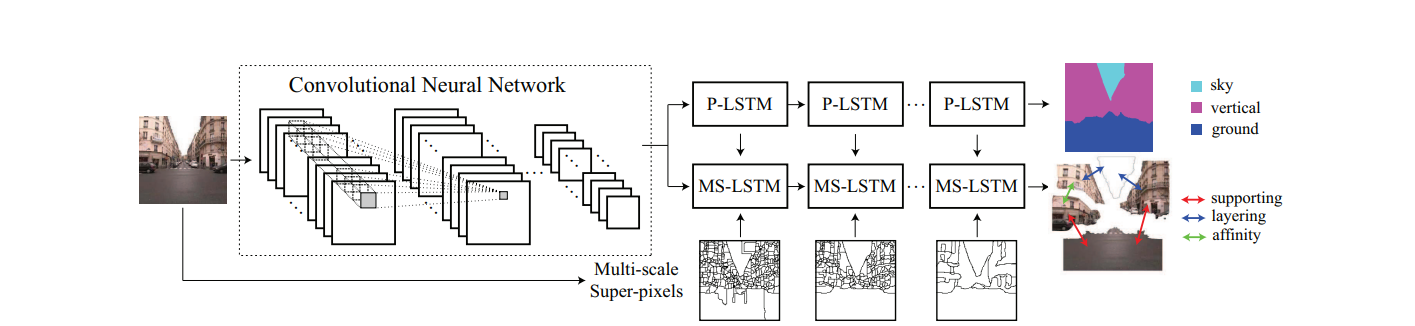 Convolutional Neural Network
P-LSTM
P-LSTM
...
P-LSTM
sky
vertical
ground
MS-LSTM
MS-LSTM
...
MS-LSTM
supporting
layering
affinity
Multi-scale
Super-pixels